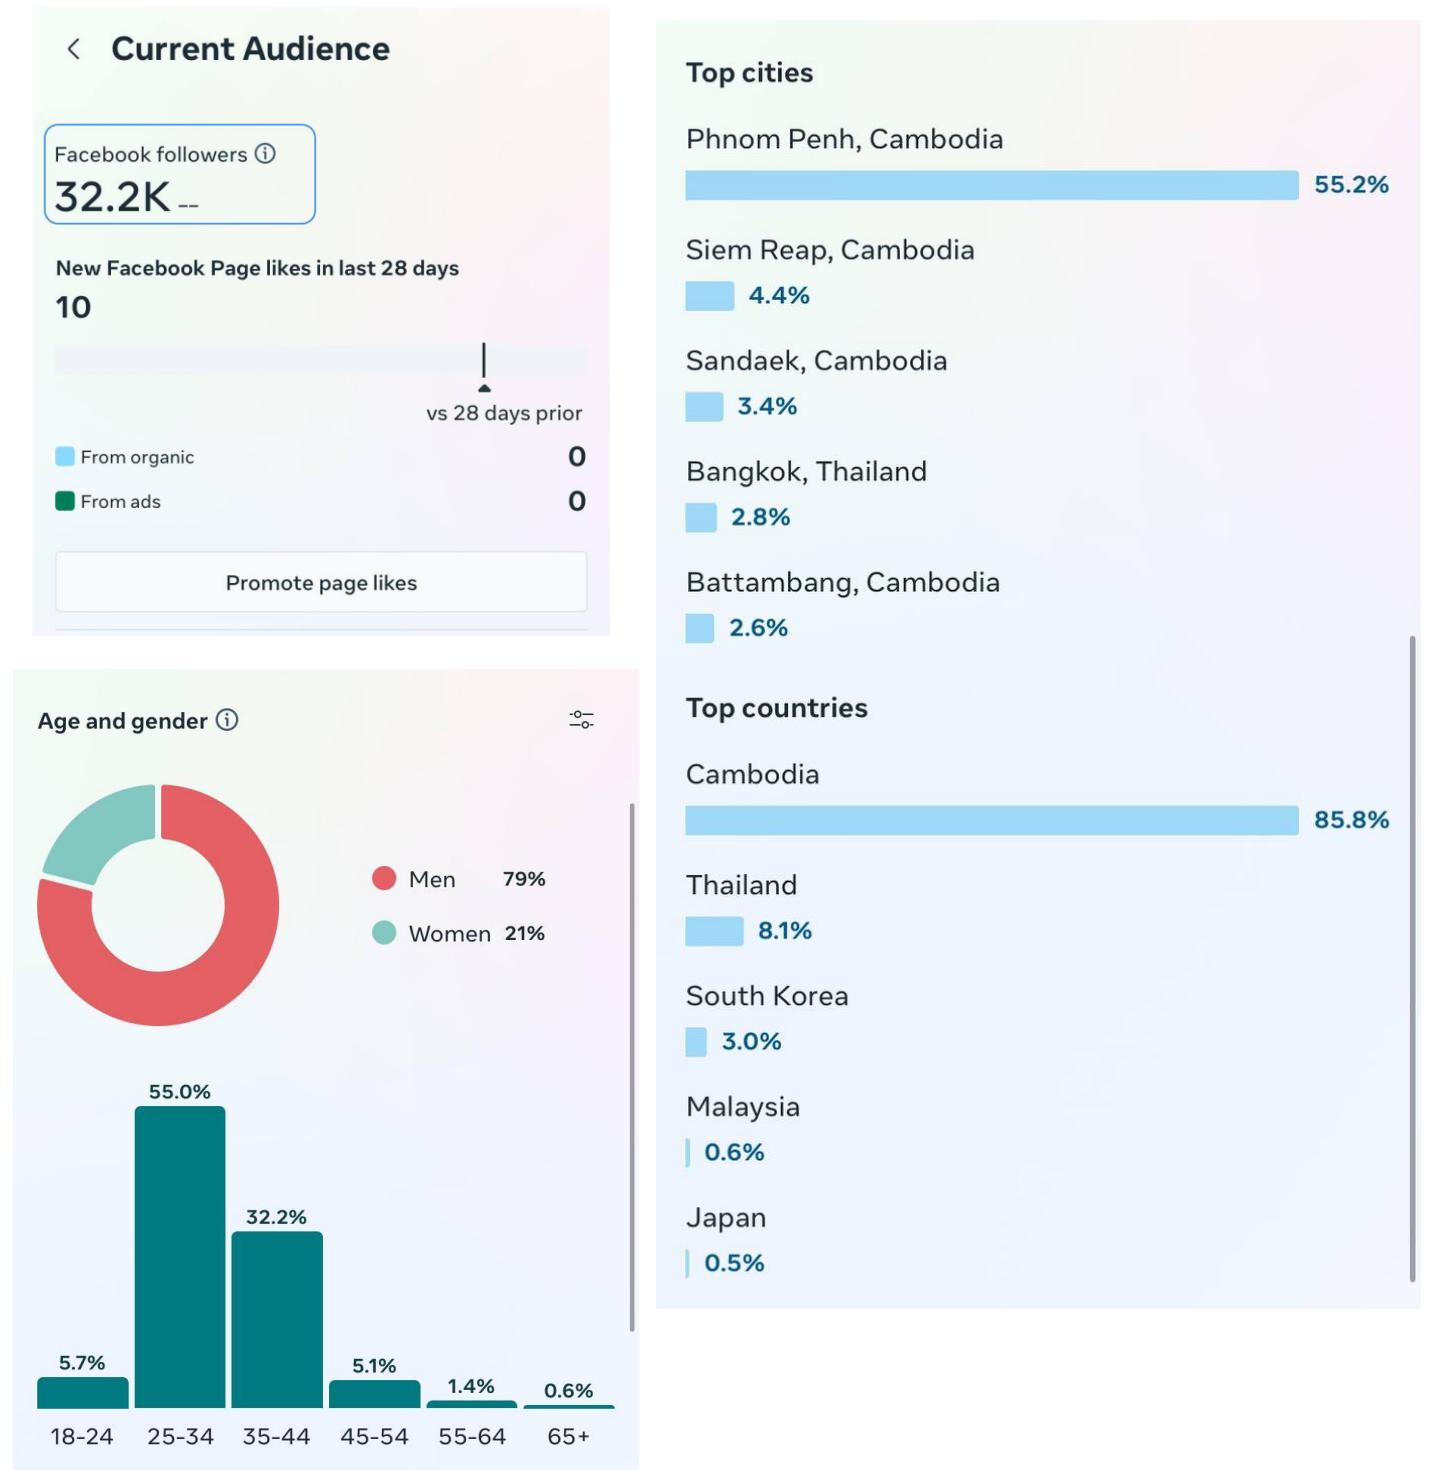 Current Audience
Facebook followers
32.2K --
New Facebook Page likes in last 28 days
10
vs 28 days prior
From organic 0
From ads 0
Promote page likes
Age and gender
Men 79%
Women 21%
55.0%
32.2%
5.7%
5.1%
1.4%
0.6%
18-24 25-34 35-44 45-54 55-64 65+
Top cities
Phnom Penh, Cambodia
55.2%
Siem Reap, Cambodia
4.4%
Sandaek, Cambodia
3.4%
Bangkok, Thailand
2.8%
Battambang, Cambodia
2.6%
Top countries
Cambodia
85.8%
Thailand
8.1%
South Korea
3.0%
Malaysia
0.6%
Japan
0.5%